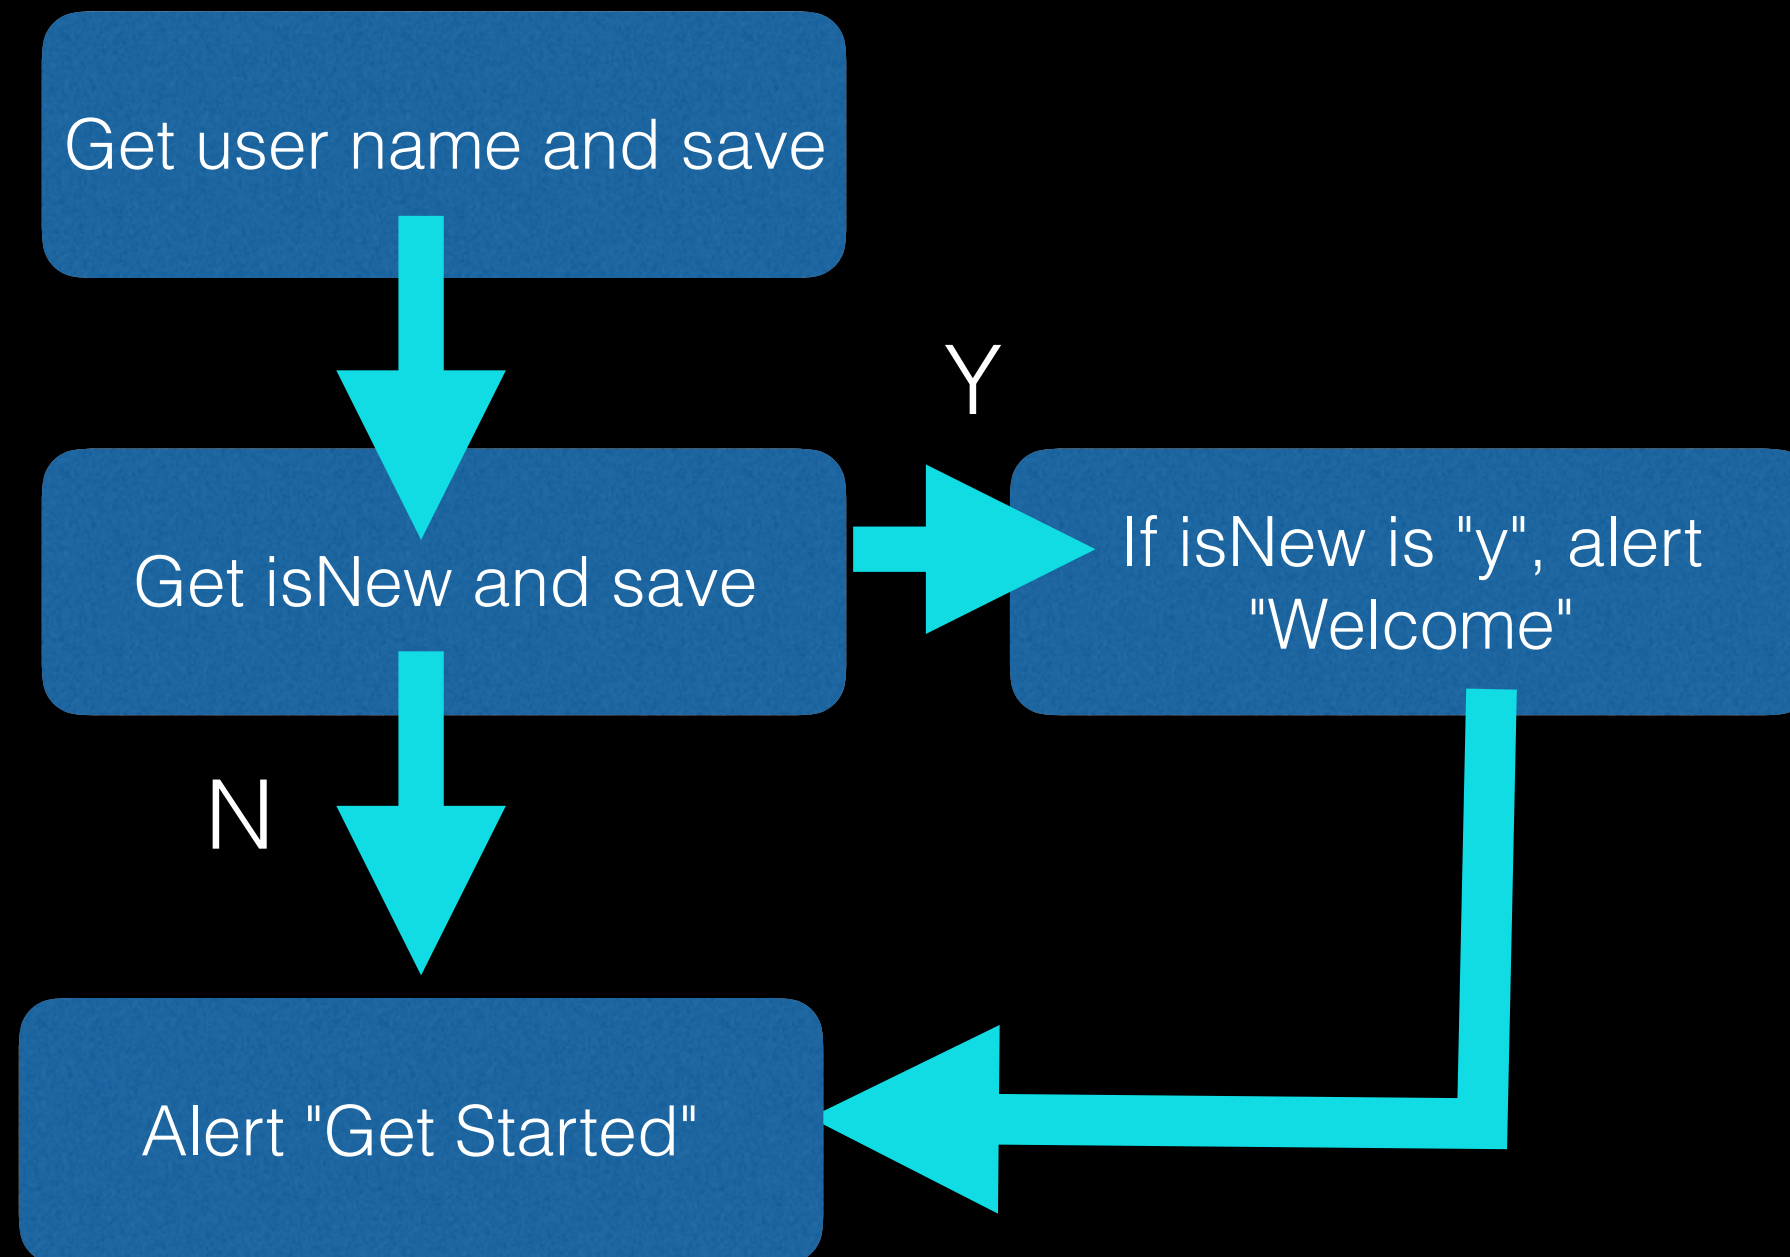 Get user name and save
Y
Get isNew and save
If isNew is "y", alert
"Welcome"
N
Alert "Get Started"